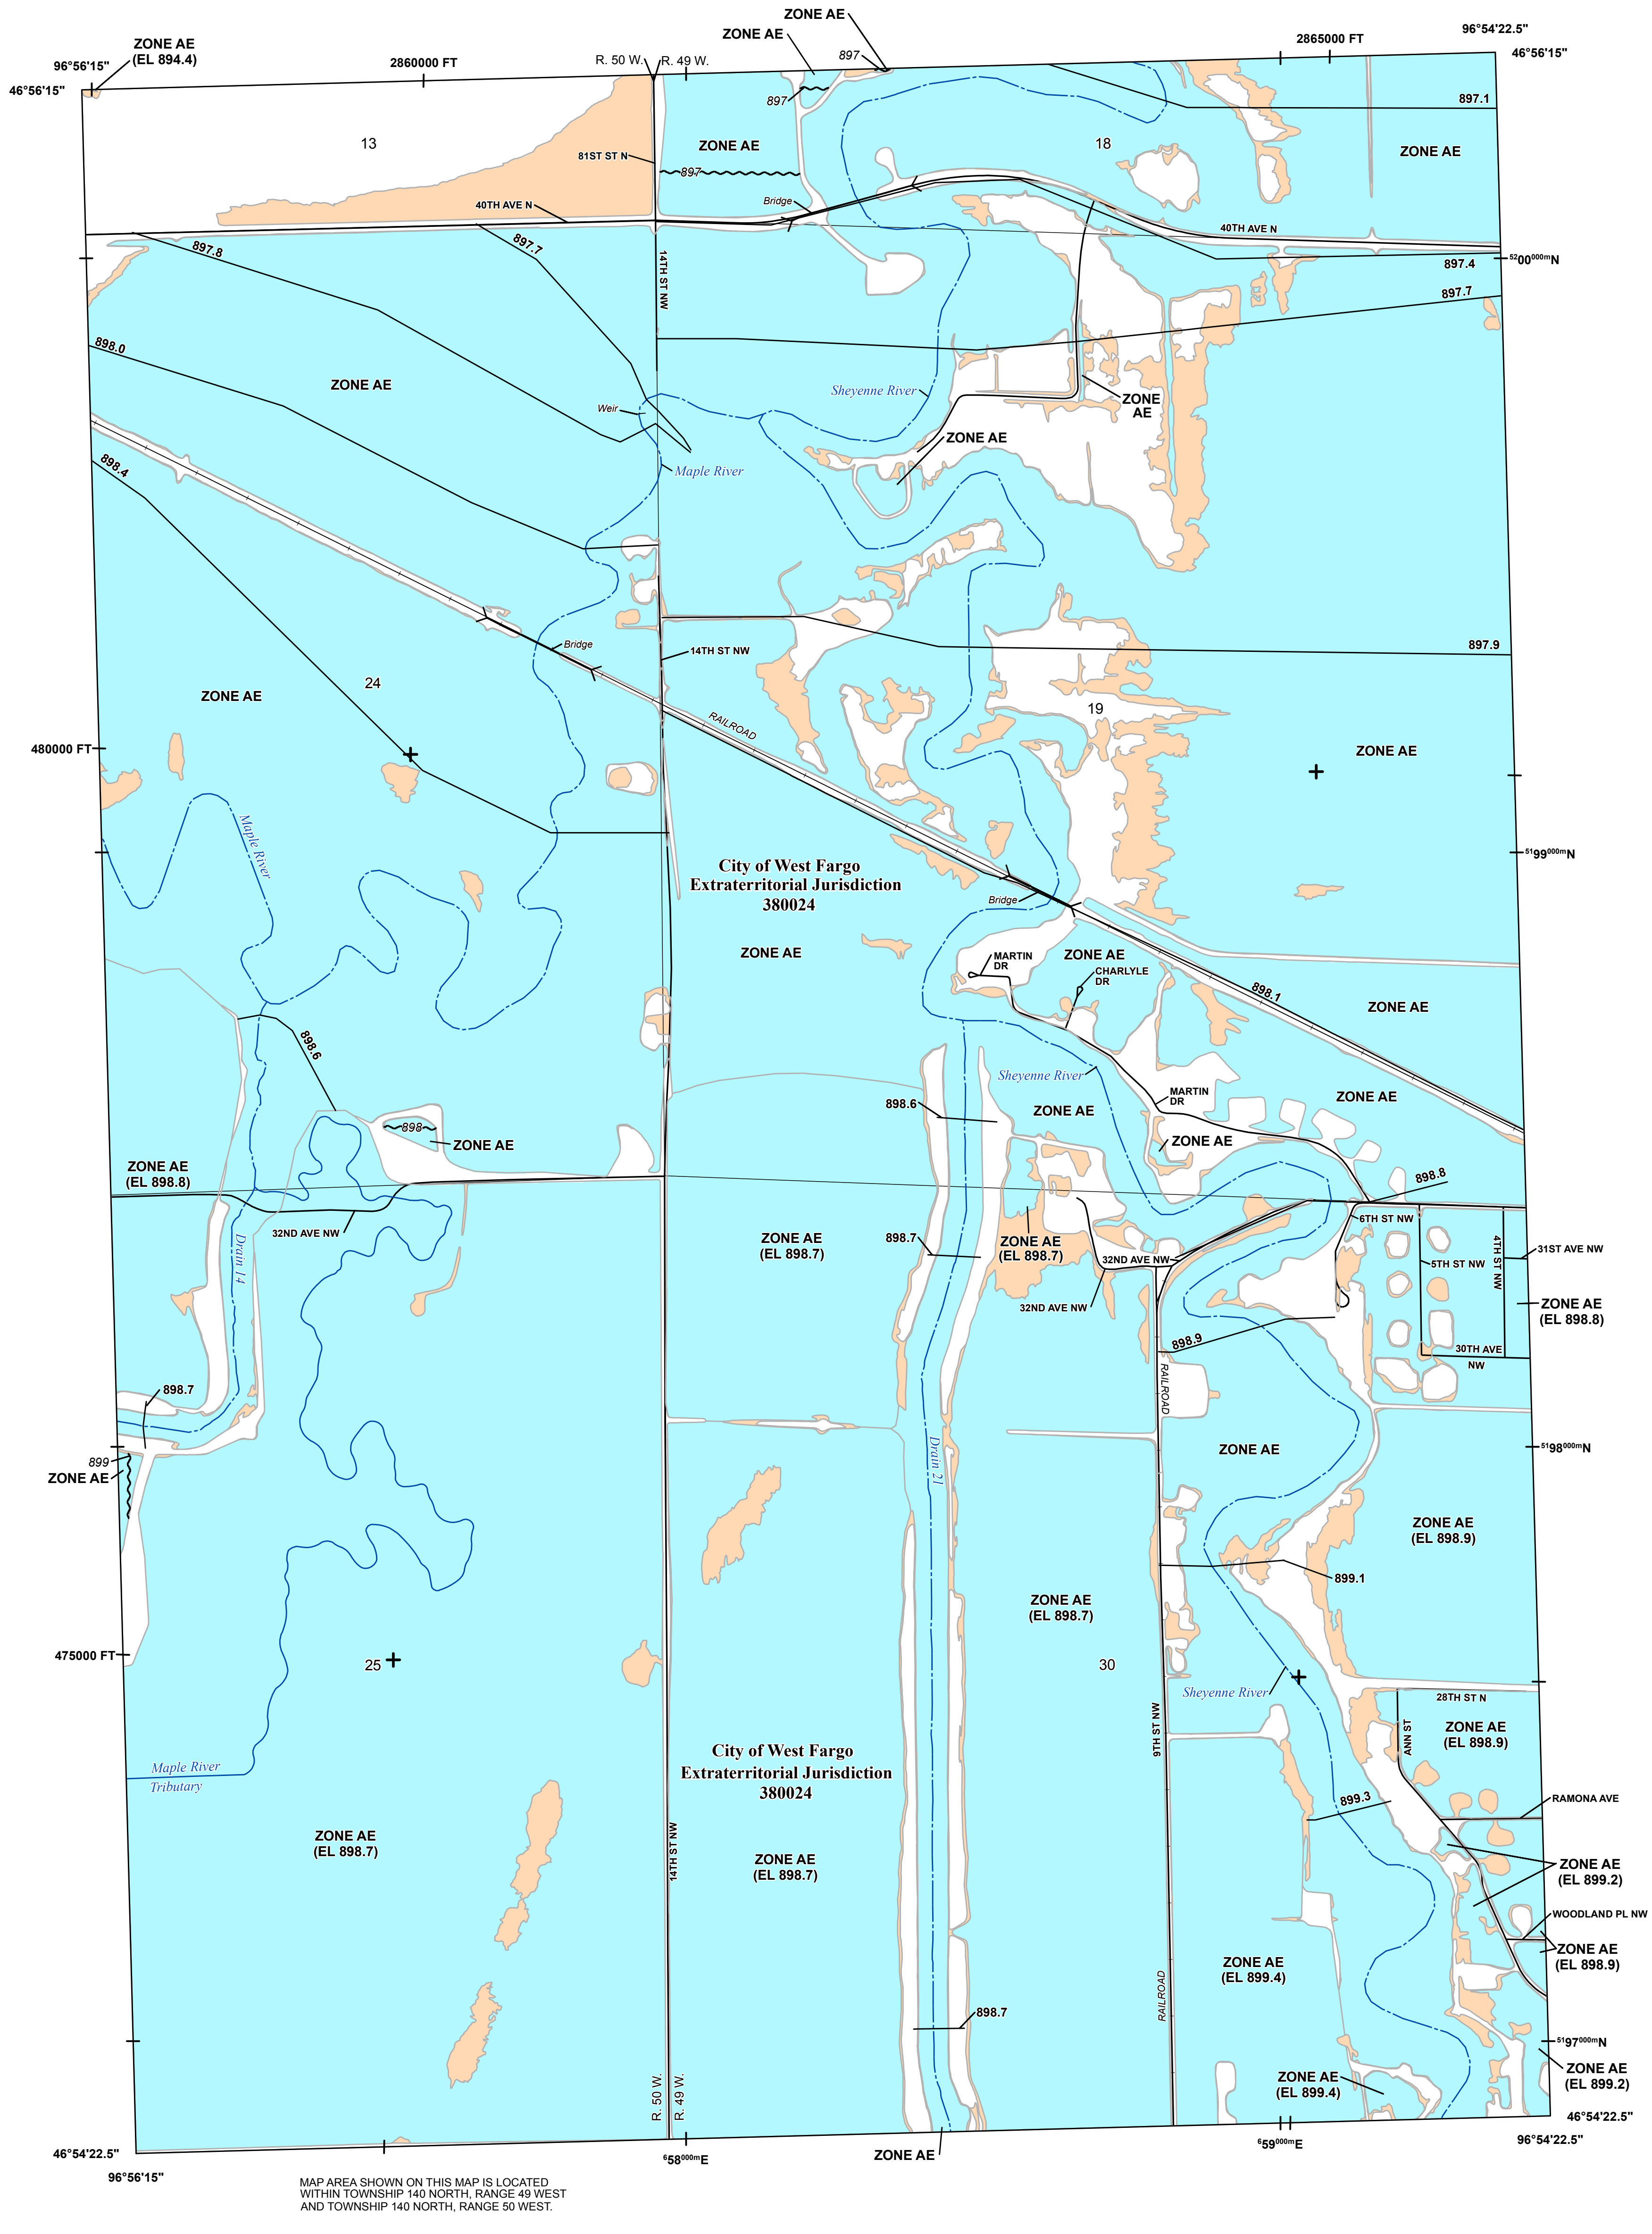 ZONE AE
ZONE AE
(EL 894.4)
ZONE AE
96°54'22.5"
96°56'15"
2860000 FT
R. 50 W.
R. 49 W.
897
2865000 FT
46°56'15"
46°56'15"
897
897.1
13
ZONE AE
18
ZONE AE
81ST ST N
897
Bridge
40TH AVE N
40TH AVE N
897.8
897.7
14TH ST NW
897.4
5200000mN
897.7
898.0
ZONE AE
Sheyenne River
ZONE
AE
Weir
ZONE AE
898.4
Maple River
Bridge
897.9
14TH ST NW
24
ZONE AE
19
RAILROAD
480000 FT
ZONE AE
Maple River
City of West Fargo
Extraterritorial Jurisdiction
380024
5199000mN
Bridge
ZONE AE
MARTIN
DR
ZONE AE
CHARLYLE
DR
898.1
ZONE AE
898.6
Sheyenne River
MARTIN
DR
ZONE AE
898.6
ZONE AE
898
ZONE AE
ZONE AE
ZONE AE
(EL 898.8)
898.8
32ND AVE NW
6TH ST NW
Drain 14
ZONE AE
(EL 898.7)
898.7
ZONE AE
(EL 898.7)
32ND AVE NW
4TH ST NW
31ST AVE NW
5TH ST NW
32ND AVE NW
ZONE AE
(EL 898.8)
898.9
30TH AVE
NW
898.7
RAILROAD
Drain 21
ZONE AE
5198000mN
899
ZONE AE
ZONE AE
(EL 898.9)
899.1
ZONE AE
(EL 898.7)
475000 FT
25
30
Sheyenne River
28TH ST N
9TH ST NW
ANN ST
ZONE AE
(EL 898.9)
City of West Fargo
Extraterritorial Jurisdiction
380024
Maple River
Tributary
899.3
RAMONA AVE
ZONE AE
(EL 898.7)
14TH ST NW
ZONE AE
(EL 898.7)
ZONE AE
(EL 899.2)
WOODLAND PL NW
ZONE AE
(EL 899.4)
ZONE AE
(EL 898.9)
RAILROAD
898.7
5197000mN
R. 50 W.
R. 49 W.
ZONE AE
(EL 899.4)
ZONE AE
(EL 899.2)
46°54'22.5"
46°54'22.5"
ZONE AE
658000mE
659000mE
96°54'22.5"
96°56'15"
MAP AREA SHOWN ON THIS MAP IS LOCATED
WITHIN TOWNSHIP 140 NORTH, RANGE 49 WEST
AND TOWNSHIP 140 NORTH, RANGE 50 WEST.